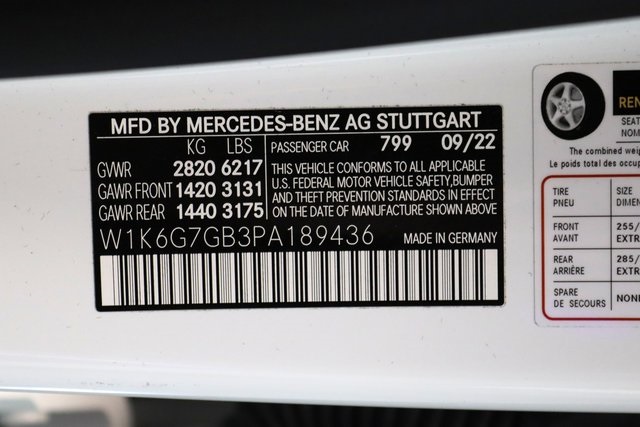 MFD BY MERCEDES-BENZ AG STUTTGART
KG LBS PASSENGER CAR 799 09/22
GVWR 2820 6217
GAWR FRONT 1420 3131
GAWR REAR 1440 3175
THIS VEHICLE CONFORMS TO ALL APPLICABLE
U.S. FEDERAL MOTOR VEHICLE SAFETY, BUMPER
AND THEFT PREVENTION STANDARDS IN EFFECT
ON THE DATE OF MANUFACTURE SHOWN ABOVE
W1K6G7GB3PA189436 MADE IN GERMANY
The combined weig
Le poids total des occup
TIRE SIZE
PNEU
FRONT 255/
AVANT EXTR
REAR 285/
ARRIÈRE EXTR
SPARE
DE SECOURS